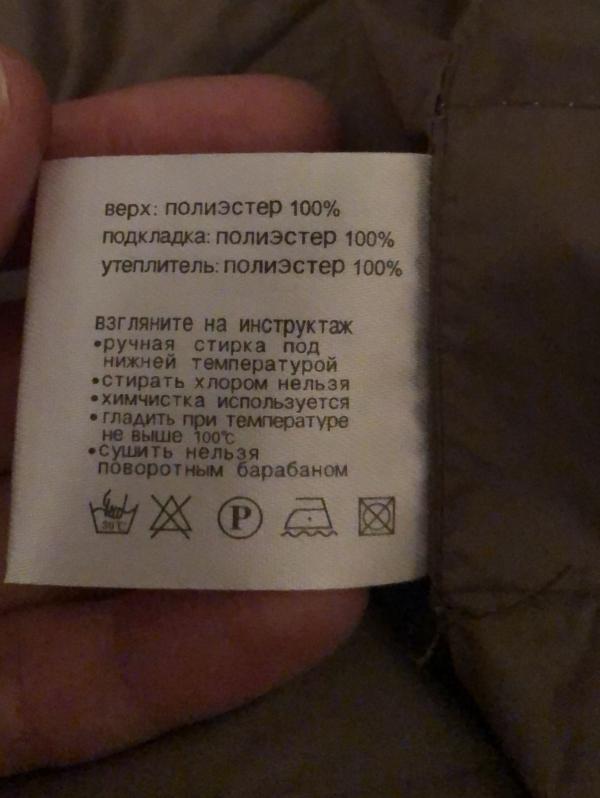 верх: полиэстер 100%
подкладка: полиэстер 100%
утеплитель: полиэстер 100%
взгляните на инструктаж
•ручная стирка под
нижней температурой
•стирать хлором нельзя
•химчистка используется
•гладить при температуре
не выше 100°C
•сушить нельзя
поворотным барабаном
30°C P